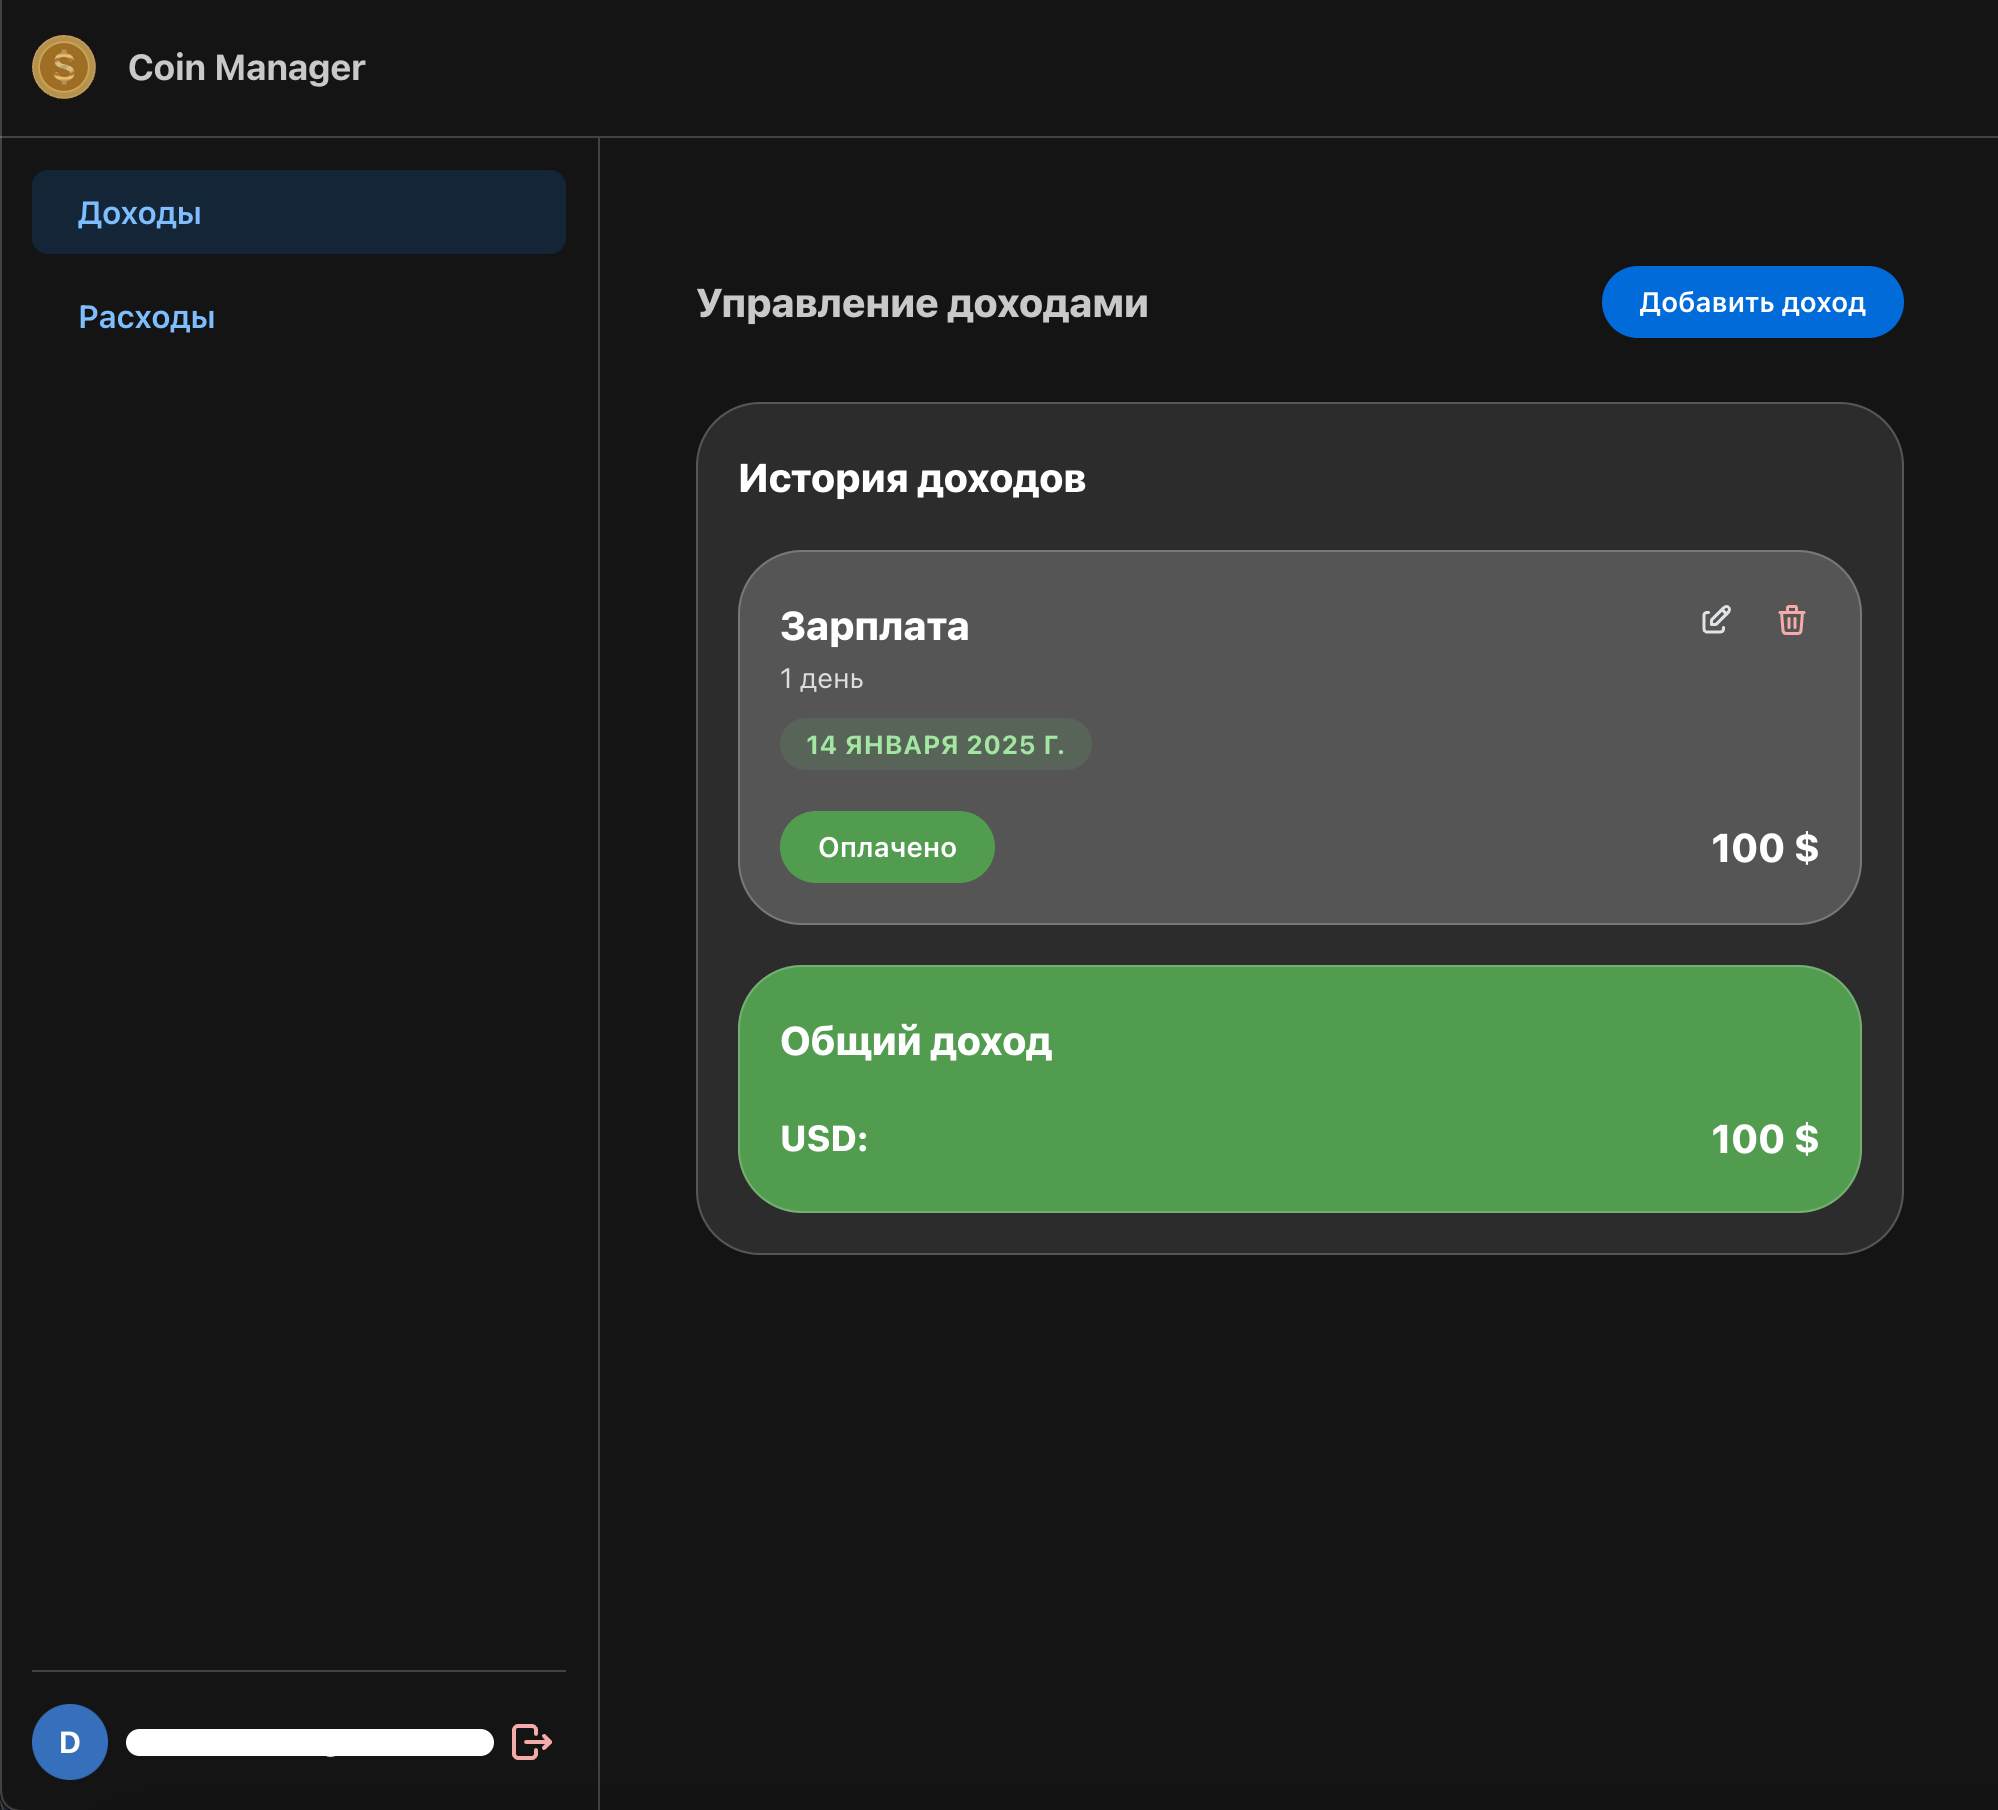 Coin Manager
Доходы
Расходы
Управление доходами
Добавить доход
История доходов
Зарплата
1 день
14 ЯНВАРЯ 2025 Г.
Оплачено
100 $
Общий доход
USD:
100 $
D